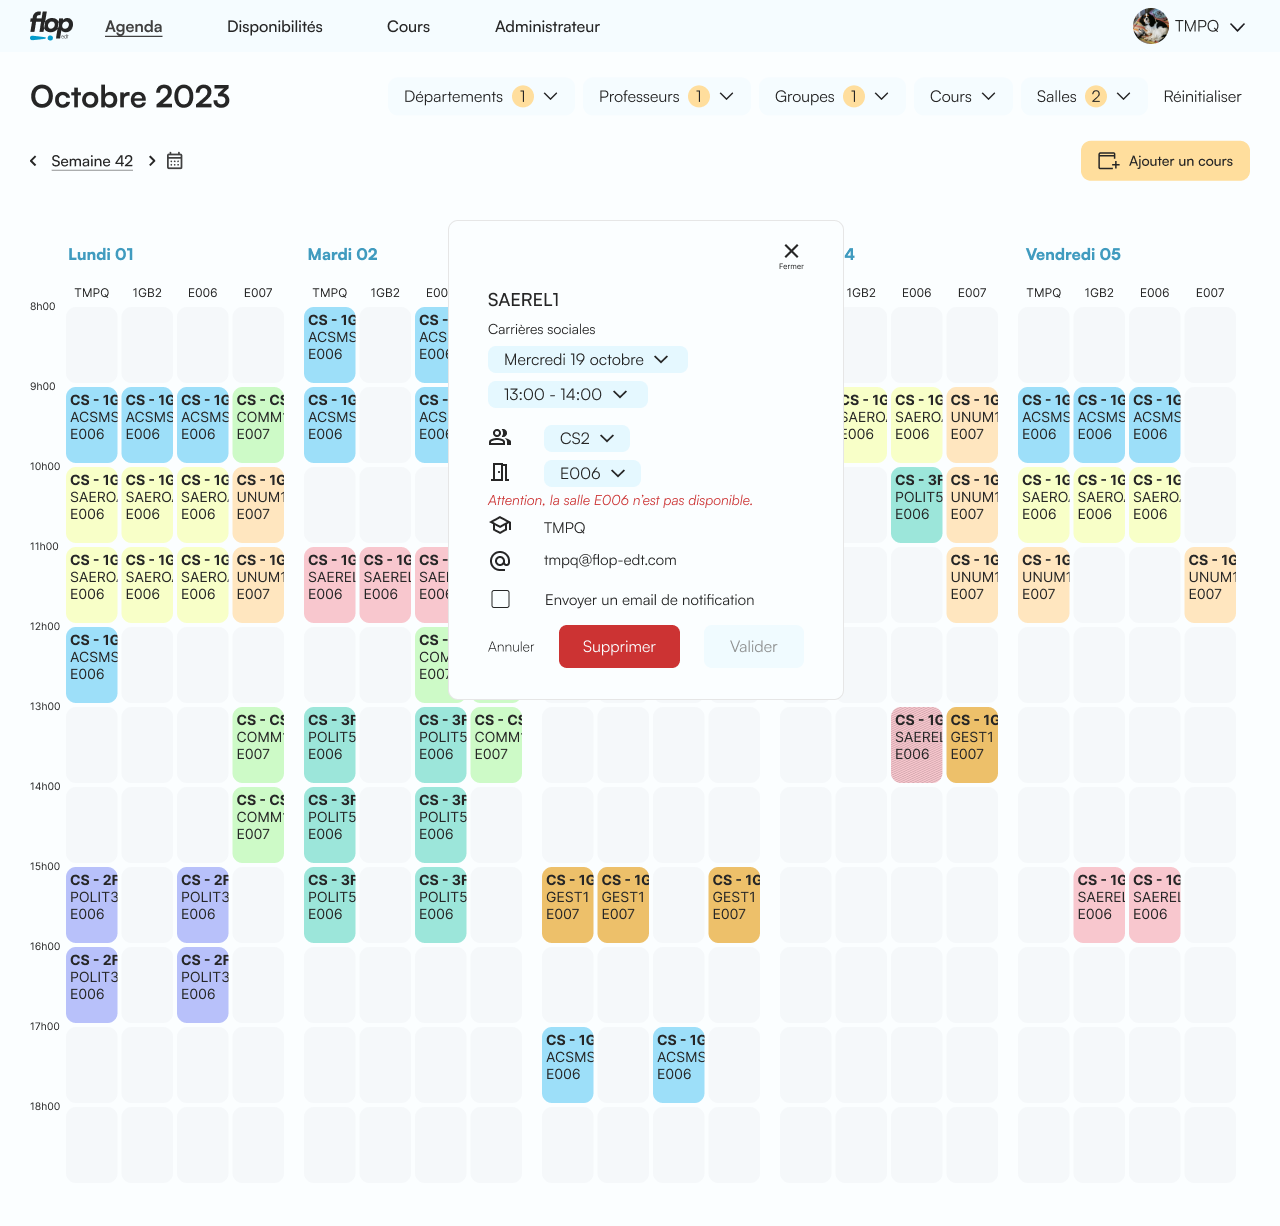 flop
edt
Agenda
Disponibilités
Cours
Administrateur
TMPQ
Octobre 2023
Départements 1
Professeurs 1
Groupes 1
Cours
Salles 2
Réinitialiser
Semaine 42
Ajouter un cours
Lundi 01
Mardi 02
4
Vendredi 05
TMPQ 1GB2 E006 E007
TMPQ 1GB2 E00
1GB2 E006 E007
TMPQ 1GB2 E006 E007
Fermer
SAEREL1
Carrières sociales
Mercredi 19 octobre
13:00 - 14:00
CS2
E006
Attention, la salle E006 n'est pas disponible.
TMPQ
tmpq@flop-edt.com
Envoyer un email de notification
Annuler
Supprimer
Valider
8h00
CS - 1G CS -
ACSMS ACS
E006 E006
9h00
CS - 1G CS - 1G CS - 1G CS - CS CS - 1G CS - CS - 1G CS - 1G CS - 1G CS - 1G CS - 1G CS - 1G
ACSMS ACSMS ACSMS COMM1 ACSMS ACS SAERO SAERO UNUM1 ACSMS ACSMS ACSMS
E006 E006 E006 E007 E006 E006 E006 E006 E007 E006 E006 E006
10h00
CS - 1G CS - 1G CS - 1G CS - 1G CS - 3F CS - 1G CS - 1G CS - 1G CS - 1G
SAERO SAERO SAERO UNUM1 POLIT5 UNUM1 SAERO SAERO SAERO
E006 E006 E006 E007 E006 E007 E006 E006 E006
11h00
CS - 1G CS - 1G CS - 1G CS - 1G CS - 1G CS - 1G CS - 1G CS - 1G CS - 1G CS - 1G
SAERO SAERO SAERO UNUM1 SAEREL SAEREL SAEI UNUM1 UNUM1 UNUM1
E006 E006 E006 E007 E006 E006 E006 E007 E007 E007
12h00
CS - 1G CS -
ACSMS COM
E006 E007
13h00
CS - CS CS - 3F CS - 3F CS - CS CS - 1G CS - 1G
COMM1 POLIT5 POLIT5 COMM1 SAEREL GEST1
E007 E006 E006 E007 E006 E007
14h00
CS - CS CS - 3F CS - 3F
COMM1 POLIT5 POLIT5
E007 E006 E006
15h00
CS - 2F CS - 2F CS - 3F CS - 3F CS - 1G CS - 1G CS - 1G CS - 1G CS - 1G
POLIT3 POLIT3 POLIT5 POLIT5 GEST1 GEST1 GEST1 SAEREL SAEREL
E006 E006 E006 E006 E007 E007 E007 E006 E006
16h00
CS - 2F CS - 2F
POLIT3 POLIT3
E006 E006
17h00
CS - 1G CS - 1G
ACSMS ACSMS
E006 E006
18h00